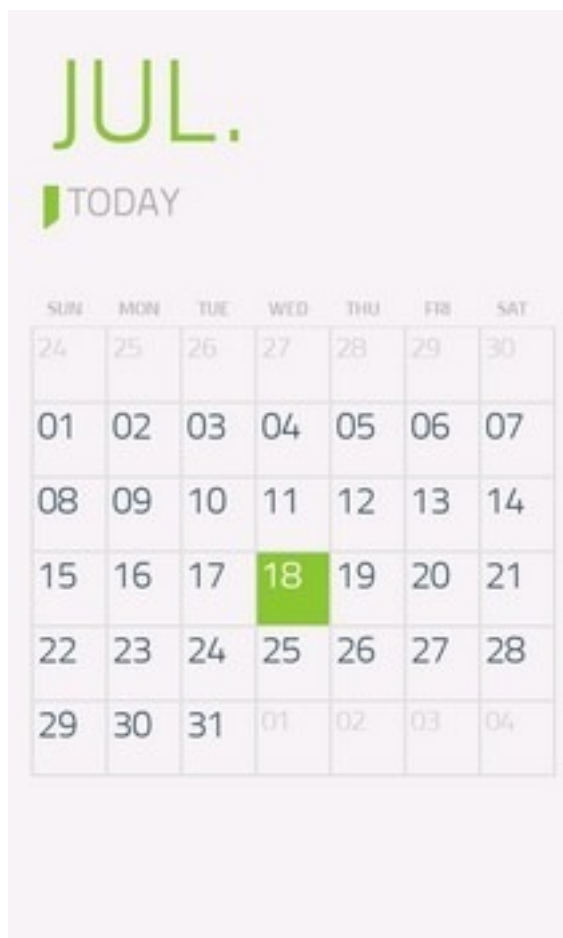 JUL.
TODAY
SUN MON TUE WED THU FRI SAT
24 25 26 27 28 29 30
01 02 03 04 05 06 07
08 09 10 11 12 13 14
15 16 17 18 19 20 21
22 23 24 25 26 27 28
29 30 31 01 02 03 04